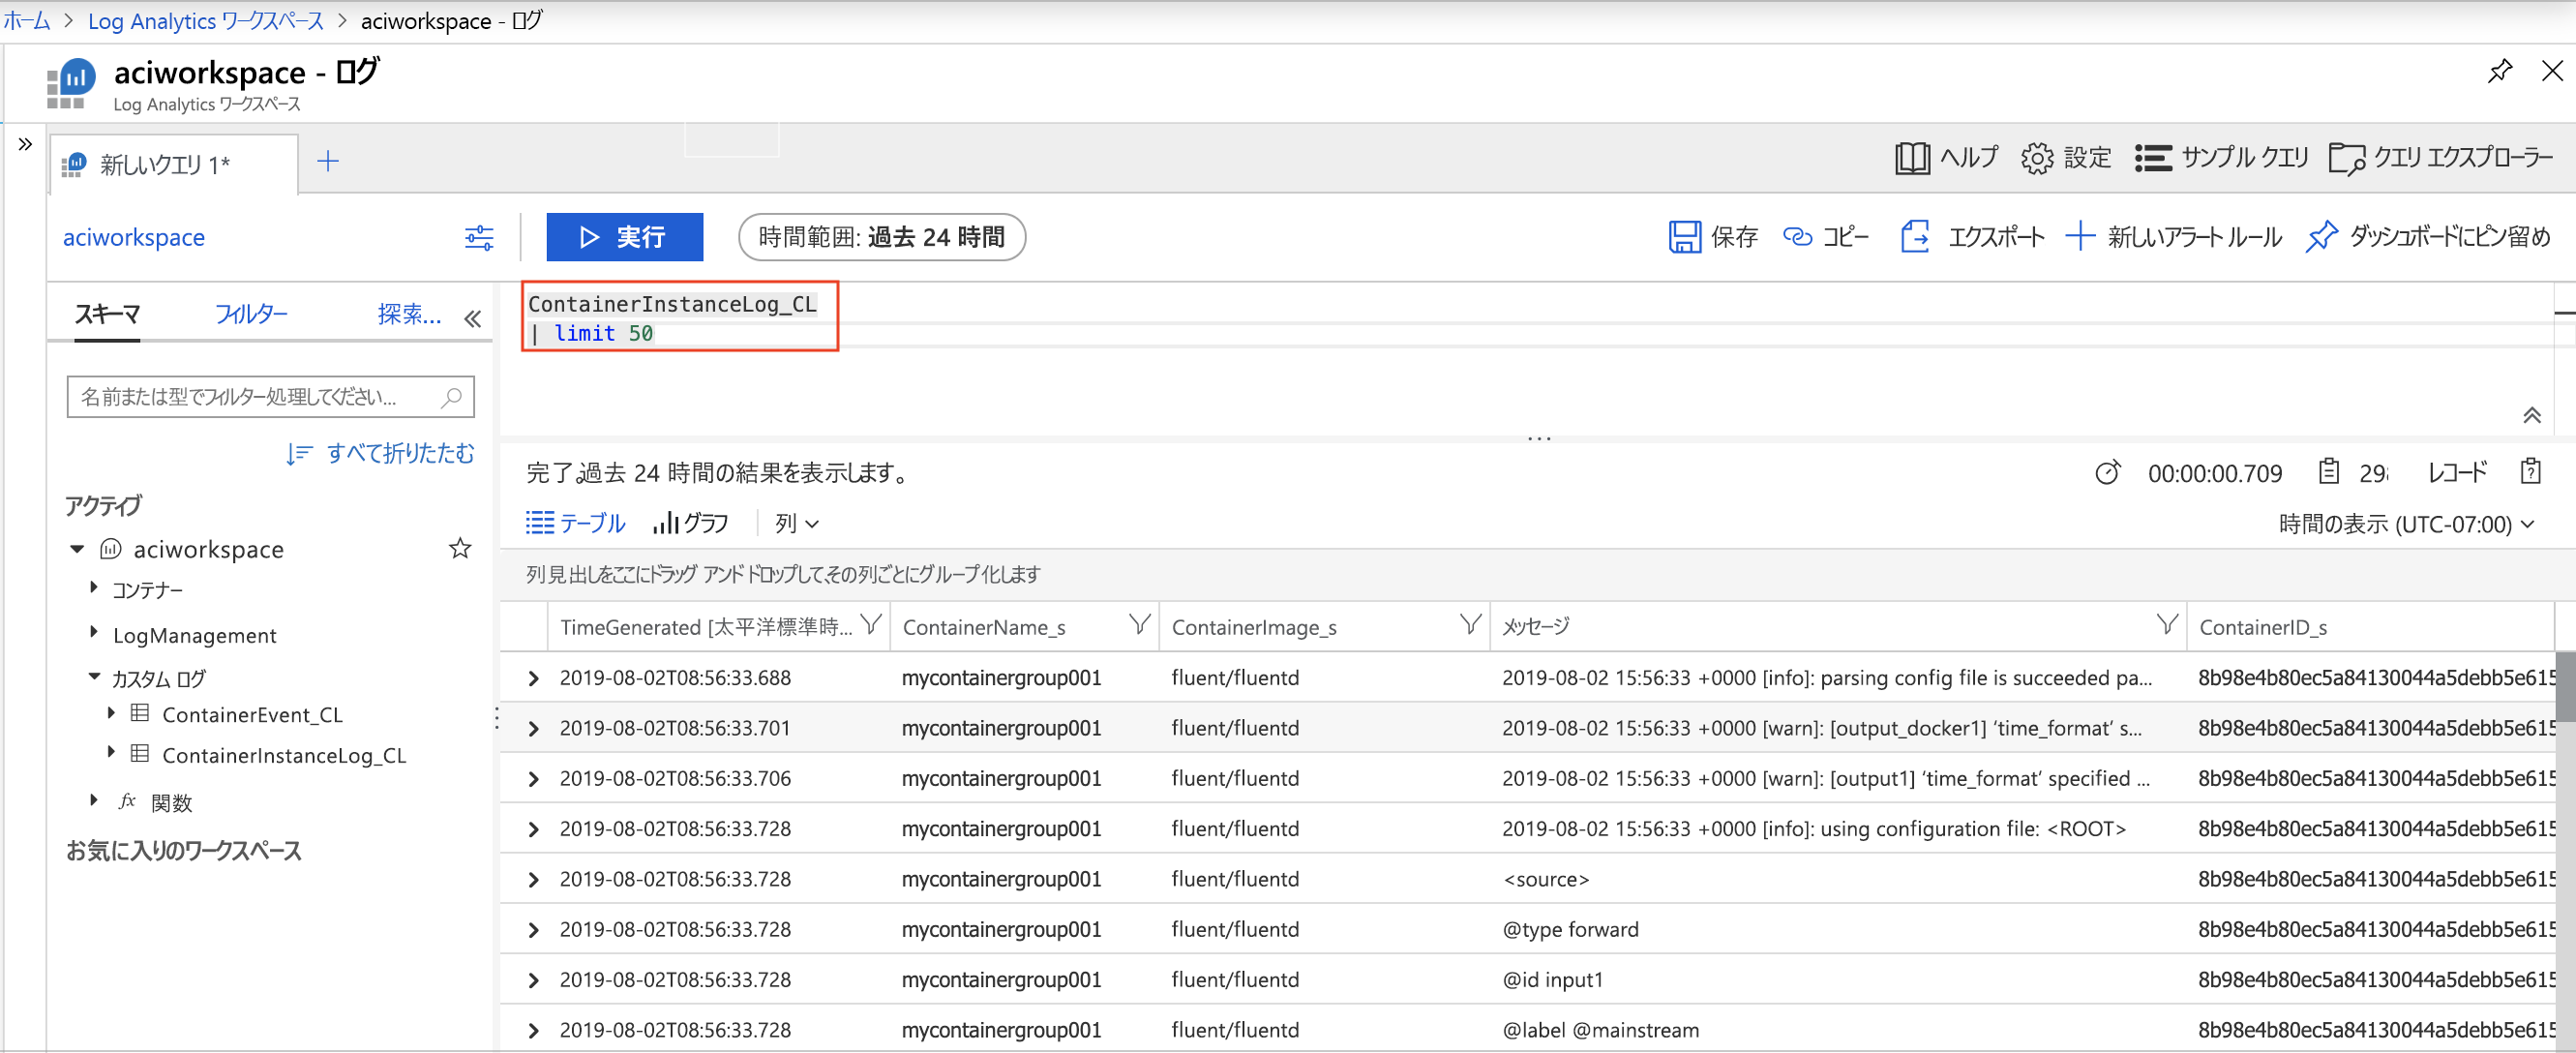 ホーム > Log Analytics ワークスペース > aciworkspace - ログ
aciworkspace - ログ
Log Analytics ワークスペース
新しいクエリ 1*
ヘルプ 設定 サンプル クエリ クエリ エクスプローラー
aciworkspace 実行 時間範囲: 過去 24 時間 保存 コピー エクスポート 新しいアラート ルール ダッシュボードにピン留め
スキーマ フィルター 探索...
ContainerInstanceLog_CL
| limit 50
名前または型でフィルター処理してください...
すべて折りたたむ
アクティブ
aciworkspace
コンテナー
LogManagement
カスタム ログ
ContainerEvent_CL
ContainerInstanceLog_CL
fx 関数
お気に入りのワークスペース
完了。過去 24 時間の結果を表示します。 00:00:00.709 レコード
テーブル グラフ 列 時間の表示 (UTC-07:00)
列見出しをここにドラッグ アンド ドロップして、その列ごとにグループ化します
TimeGenerated [太平洋標準時... ContainerName_s ContainerImage_s メッセージ ContainerID_s
2019-08-02T08:56:33.688 mycontainergroup001 fluent/fluentd 2019-08-02 15:56:33 +0000 [info]: parsing config file is succeeded pa... 8b98e4b80ec5a84130044a5debb5e615
2019-08-02T08:56:33.701 mycontainergroup001 fluent/fluentd 2019-08-02 15:56:33 +0000 [warn]: [output_docker1] ‘time_format’ s... 8b98e4b80ec5a84130044a5debb5e615
2019-08-02T08:56:33.706 mycontainergroup001 fluent/fluentd 2019-08-02 15:56:33 +0000 [warn]: [output1] ‘time_format’ specified ... 8b98e4b80ec5a84130044a5debb5e615
2019-08-02T08:56:33.728 mycontainergroup001 fluent/fluentd 2019-08-02 15:56:33 +0000 [info]: using configuration file: <ROOT> 8b98e4b80ec5a84130044a5debb5e615
2019-08-02T08:56:33.728 mycontainergroup001 fluent/fluentd <source> 8b98e4b80ec5a84130044a5debb5e615
2019-08-02T08:56:33.728 mycontainergroup001 fluent/fluentd @type forward 8b98e4b80ec5a84130044a5debb5e615
2019-08-02T08:56:33.728 mycontainergroup001 fluent/fluentd @id input1 8b98e4b80ec5a84130044a5debb5e615
2019-08-02T08:56:33.728 mycontainergroup001 fluent/fluentd @label @mainstream 8b98e4b80ec5a84130044a5debb5e615